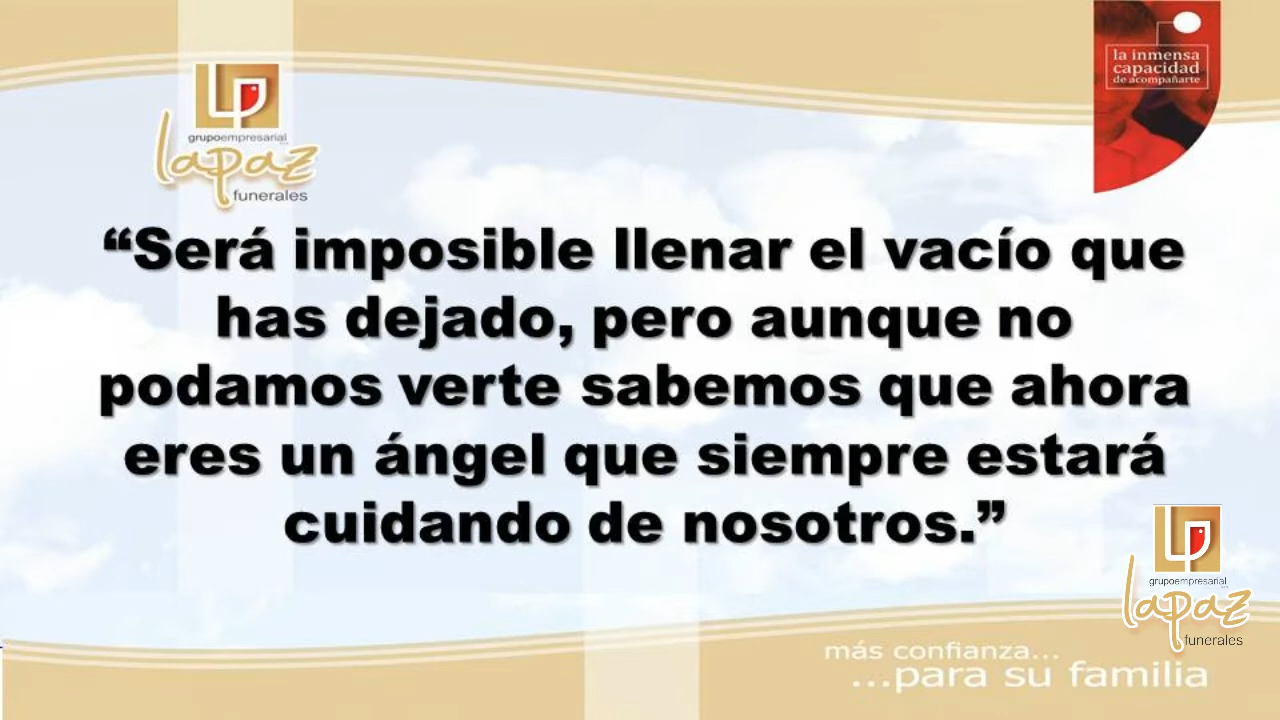 la inmensa
capacidad
de acompañarte
LP
grupoempresarial
lapaz
funerales
“Será imposible llenar el vacío que
has dejado, pero aunque no
podamos verte sabemos que ahora
eres un ángel que siempre estará
cuidando de nosotros.”
LP
grupoempresarial
lapaz
funerales
más confianza...
...para su familia